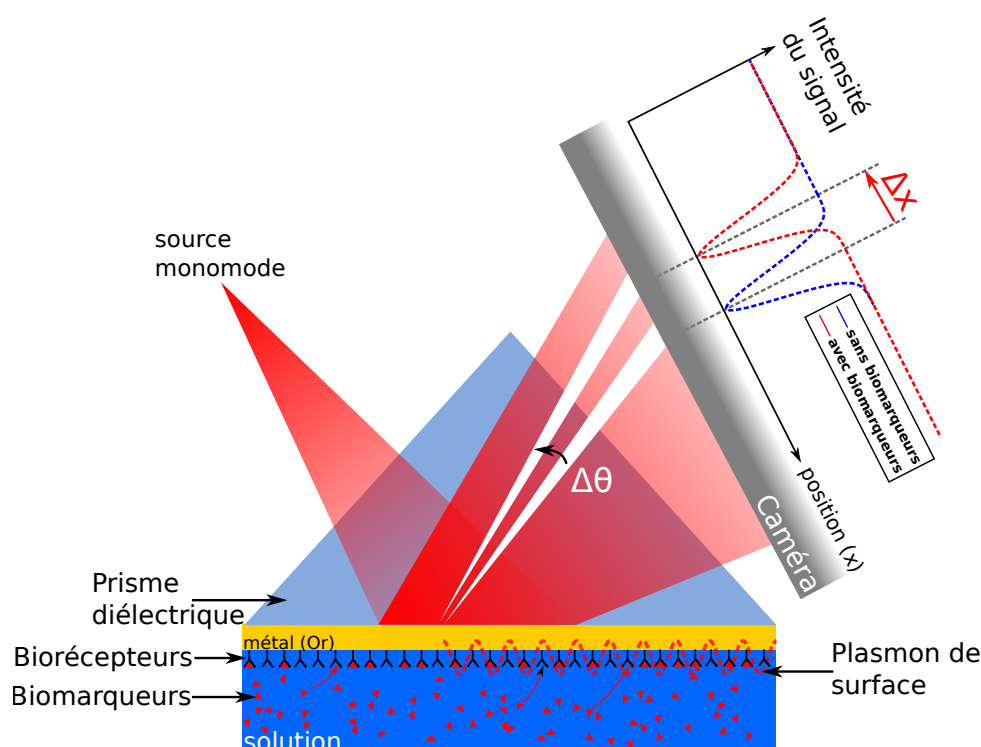 Intensité
du signal
Δx
source
monomode
sans biomarqueurs
avec biomarqueurs
Δθ
position (x)
Caméra
Prisme
diélectrique
métal (Or)
Biorécepteurs
Plasmon de
surface
Biomarqueurs
solution